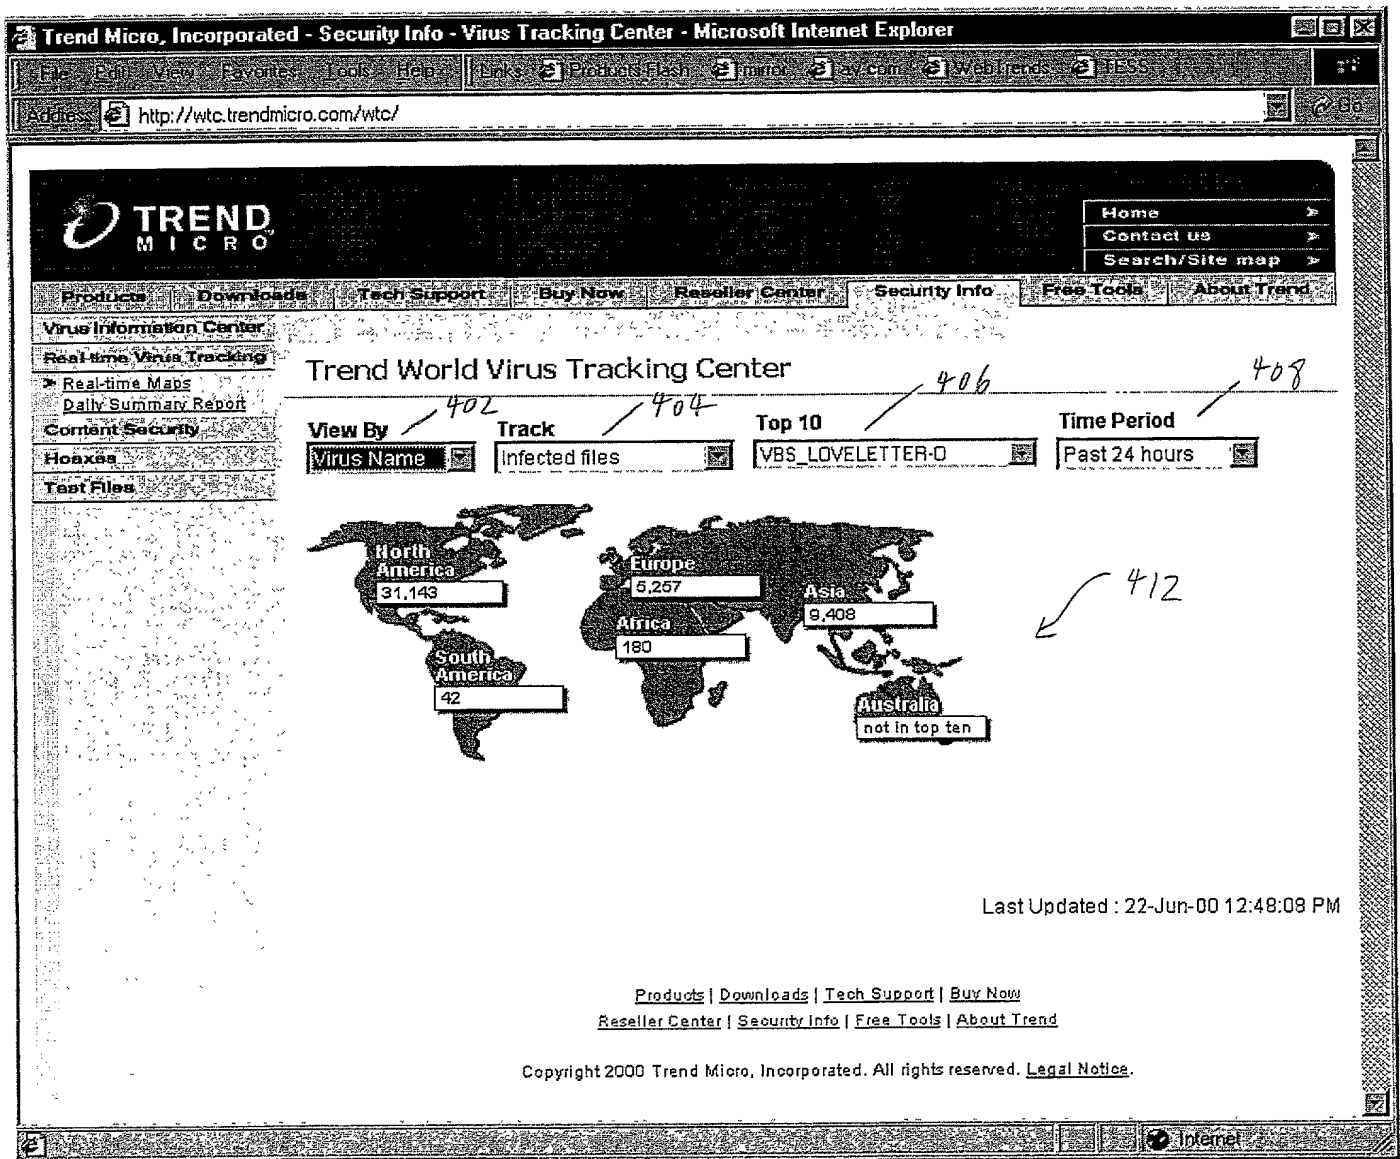 Trend Micro, Incorporated - Security Info - Virus Tracking Center - Microsoft Internet Explorer
File Edit View Favorites Tools Help Links Products Flash mirror av.com WebTrends TESS
Address http://wtc.trendmicro.com/wtc/ Go
TREND
MICRO
Home
Contact us
Search/Site map
Products Downloads Tech Support Buy Now Reseller Center Security Info Free Tools About Trend
Virus Information Center
Real-time Virus Tracking
Real-time Maps
Daily Summary Report
Content Security
Hoaxes
Test Files
Trend World Virus Tracking Center
402 404 406 408
View By Track Top 10 Time Period
Virus Name Infected files VBS_LOVELETTER-O Past 24 hours
North
America
31,143
Europe
5,257
Asia
9,408
Africa
180
South
America
42
Australia
not in top ten
412
Last Updated : 22-Jun-00 12:48:08 PM
Products | Downloads | Tech Support | Buy Now
Reseller Center | Security Info | Free Tools | About Trend
Copyright 2000 Trend Micro, Incorporated. All rights reserved. Legal Notice.
Internet